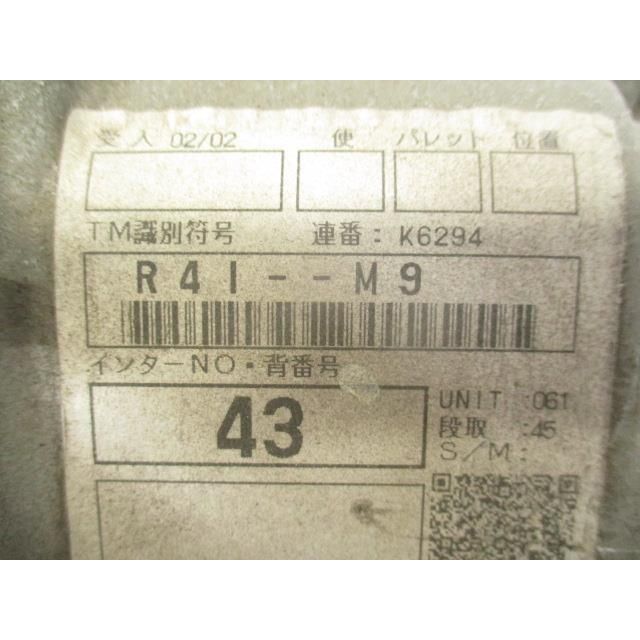 受入 02/02 便 パレット 位置
TM識別符号 連番: K6294
R4I--M9
インターNO・背番号
43
UNIT :061
段取 :45
S/M: